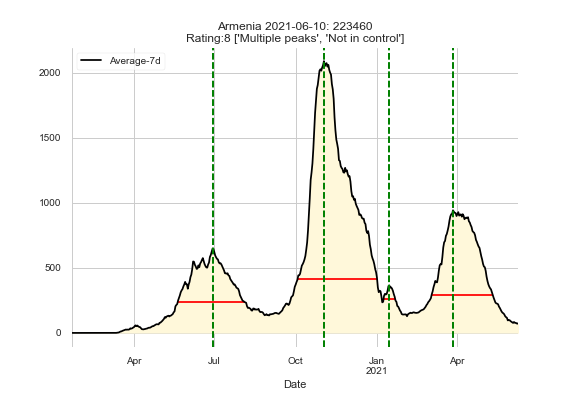 Armenia 2021-06-10: 223460
Rating:8 ['Multiple peaks', 'Not in control']
Average-7d
2000
1500
1000
500
0
Apr
Jul
Oct
Jan
2021
Apr
Date